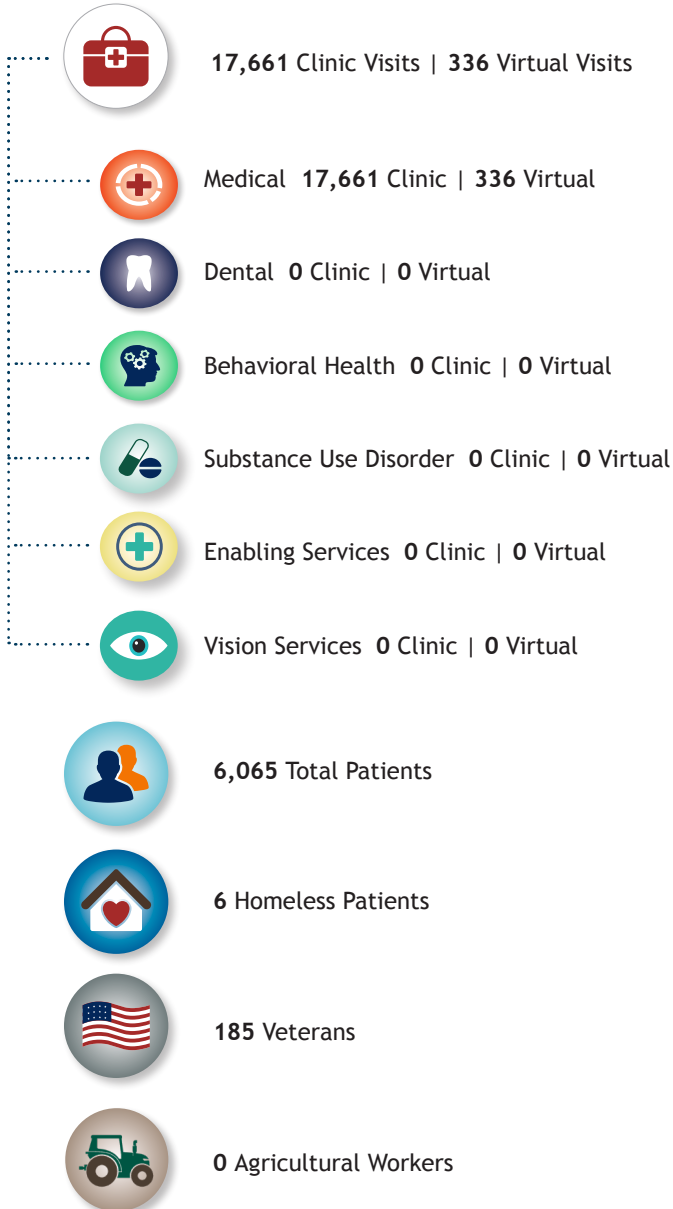 17,661 Clinic Visits | 336 Virtual Visits
Medical 17,661 Clinic | 336 Virtual
Dental 0 Clinic | 0 Virtual
Behavioral Health 0 Clinic | 0 Virtual
Substance Use Disorder 0 Clinic | 0 Virtual
Enabling Services 0 Clinic | 0 Virtual
Vision Services 0 Clinic | 0 Virtual
6,065 Total Patients
6 Homeless Patients
185 Veterans
0 Agricultural Workers